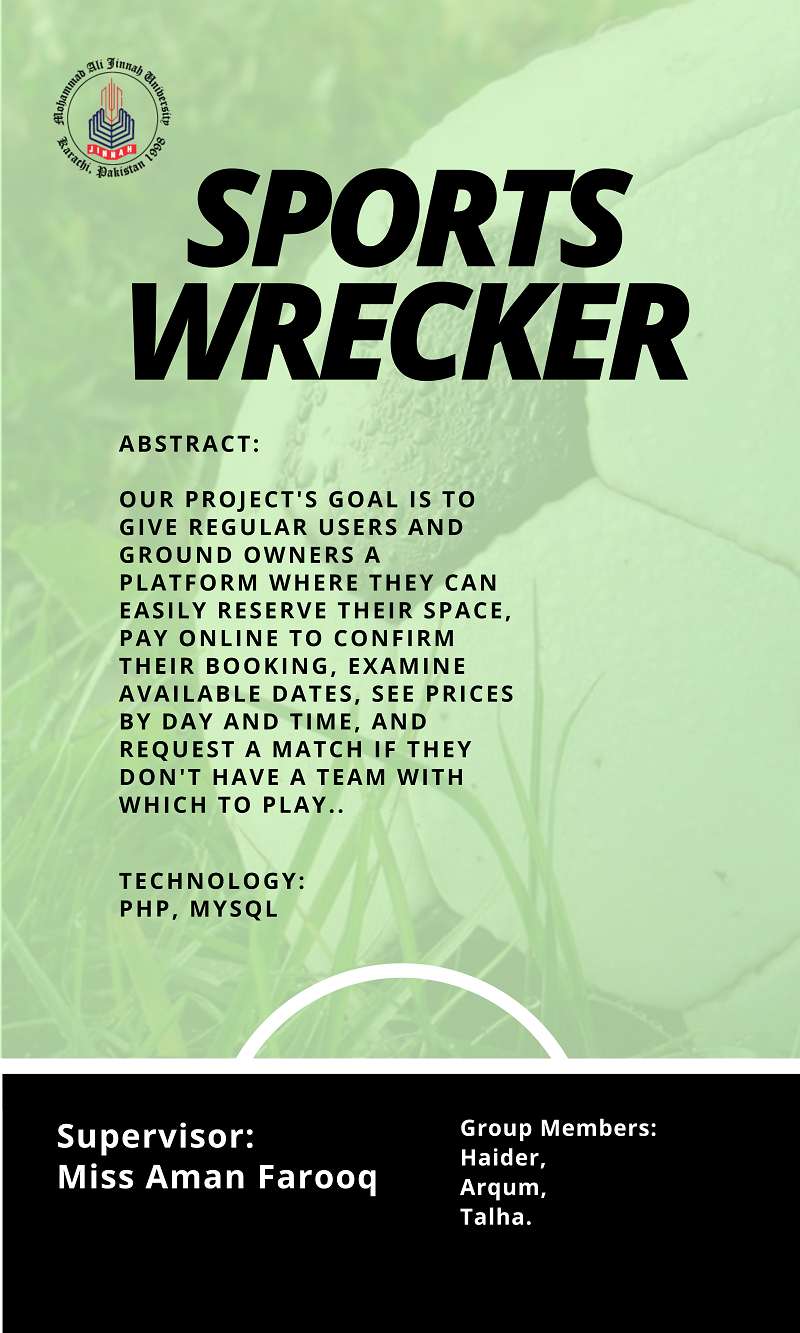 Mohammad Ali Jinnah University
JINNAH
Karachi, Pakistan 1998
SPORTS
WRECKER
ABSTRACT:
OUR PROJECT'S GOAL IS TO
GIVE REGULAR USERS AND
GROUND OWNERS A
PLATFORM WHERE THEY CAN
EASILY RESERVE THEIR SPACE,
PAY ONLINE TO CONFIRM
THEIR BOOKING, EXAMINE
AVAILABLE DATES, SEE PRICES
BY DAY AND TIME, AND
REQUEST A MATCH IF THEY
DON'T HAVE A TEAM WITH
WHICH TO PLAY..
TECHNOLOGY:
PHP, MYSQL
Supervisor:
Miss Aman Farooq
Group Members:
Haider,
Arqum,
Talha.